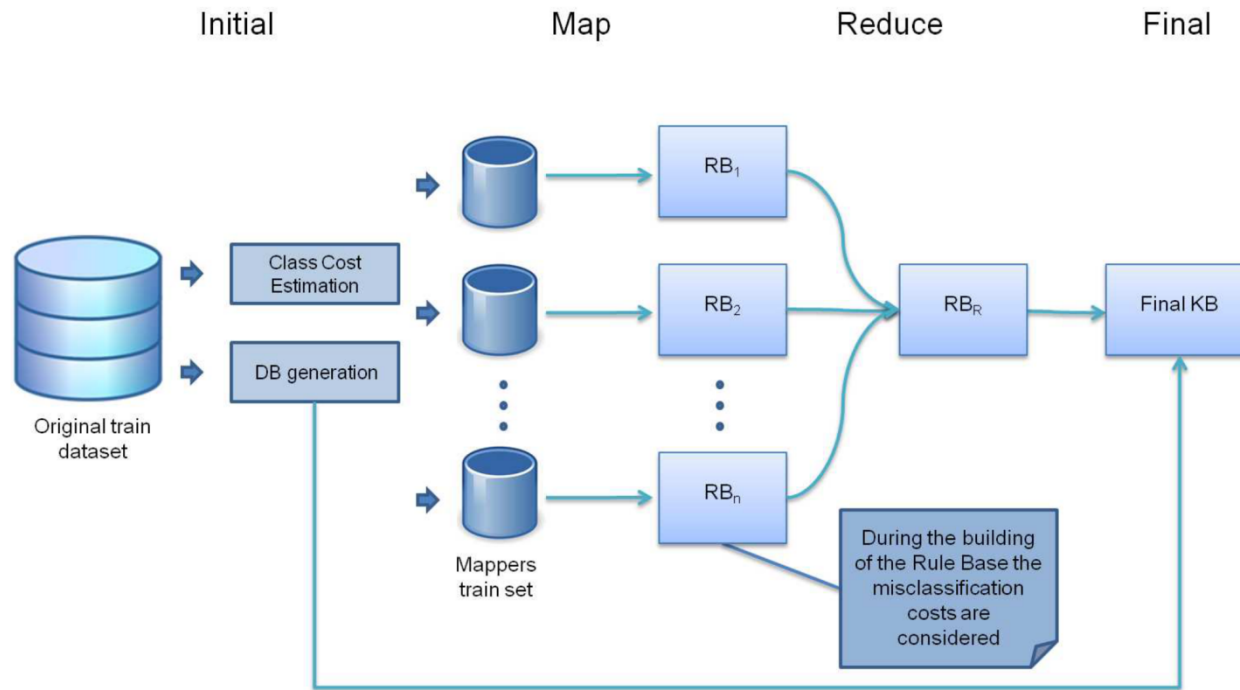 Initial
Map
Reduce
Final
RB₁
Class Cost
Estimation
RB₂
RB_R
Final KB
DB generation
Original train
dataset
RBₙ
Mappers
train set
During the building
of the Rule Base the
misclassification
costs are
considered